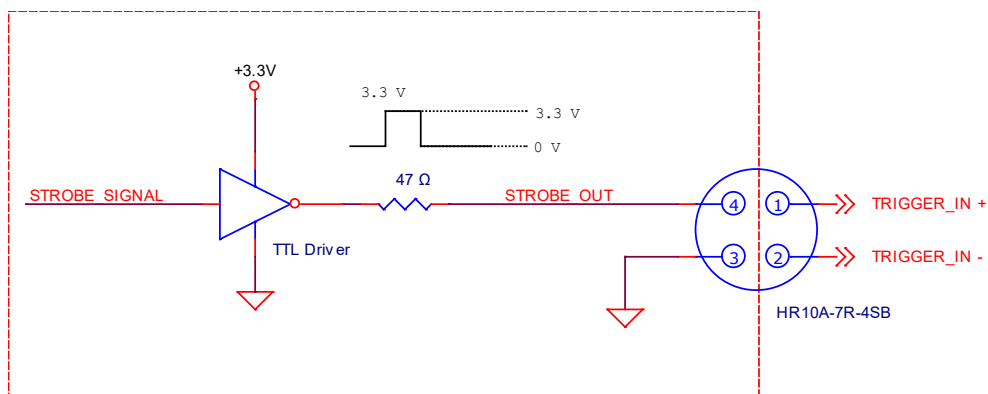 +3.3V
3.3 V
3.3 V
0 V
47 Ω
STROBE_SIGNAL
STROBE_OUT
4
1
TRIGGER_IN +
TTL Driver
3
2
TRIGGER_IN -
HR10A-7R-4SB